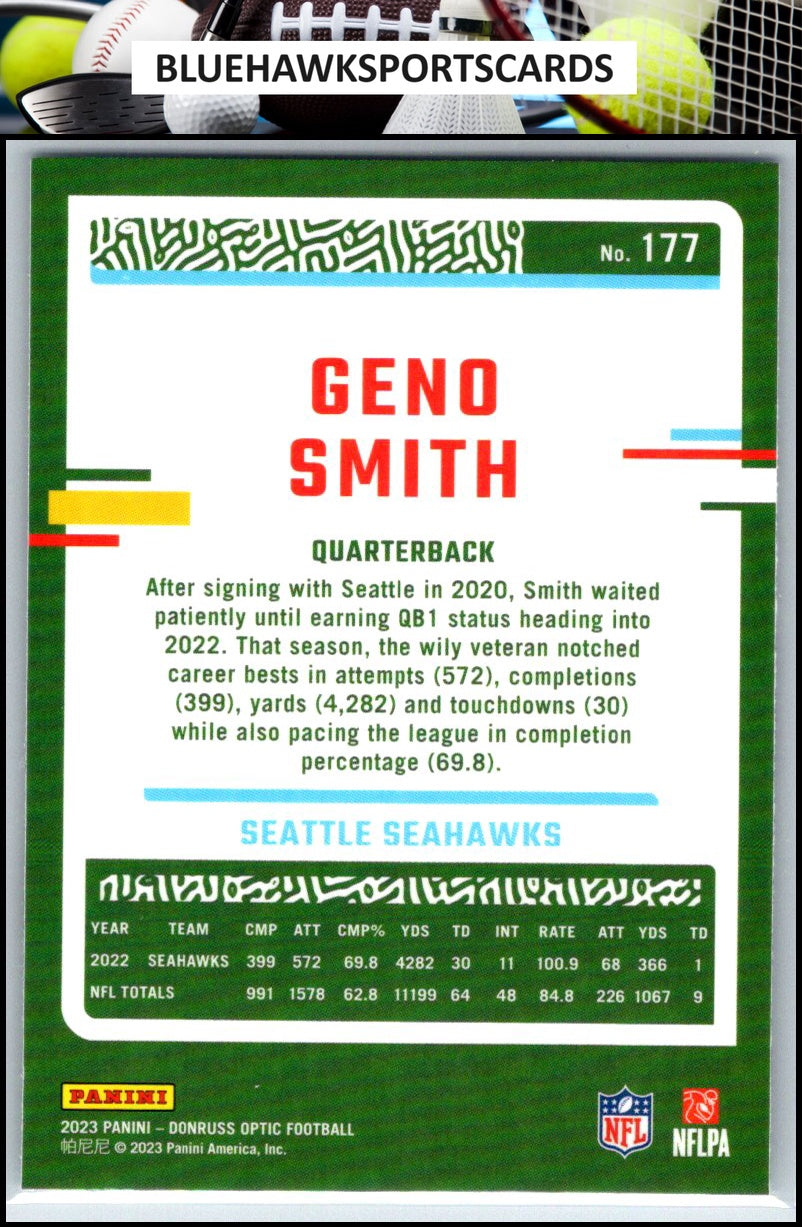 BLUEHAWKSPORTSCARDS
No. 177
GENO
SMITH
QUARTERBACK
After signing with Seattle in 2020, Smith waited
patiently until earning QB1 status heading into
2022. That season, the wily veteran notched
career bests in attempts (572), completions
(399), yards (4,282) and touchdowns (30)
while also pacing the league in completion
percentage (69.8).
SEATTLE SEAHAWKS
YEAR TEAM CMP ATT CMP% YDS TD INT RATE ATT YDS TD
2022 SEAHAWKS 399 572 69.8 4282 30 11 100.9 68 366 1
NFL TOTALS 991 1578 62.8 11199 64 48 84.8 226 1067 9
PANINI
2023 PANINI – DONRUSS OPTIC FOOTBALL
帕尼尼 © 2023 Panini America, Inc.
NFL
NFLPA